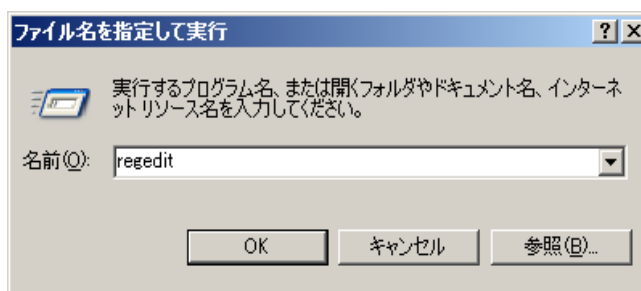 ファイル名を指定して実行
実行するプログラム名、または開くフォルダやドキュメント名、インターネ
ット リソース名を入力してください。
名前(O): regedit
OK キャンセル 参照(B)...